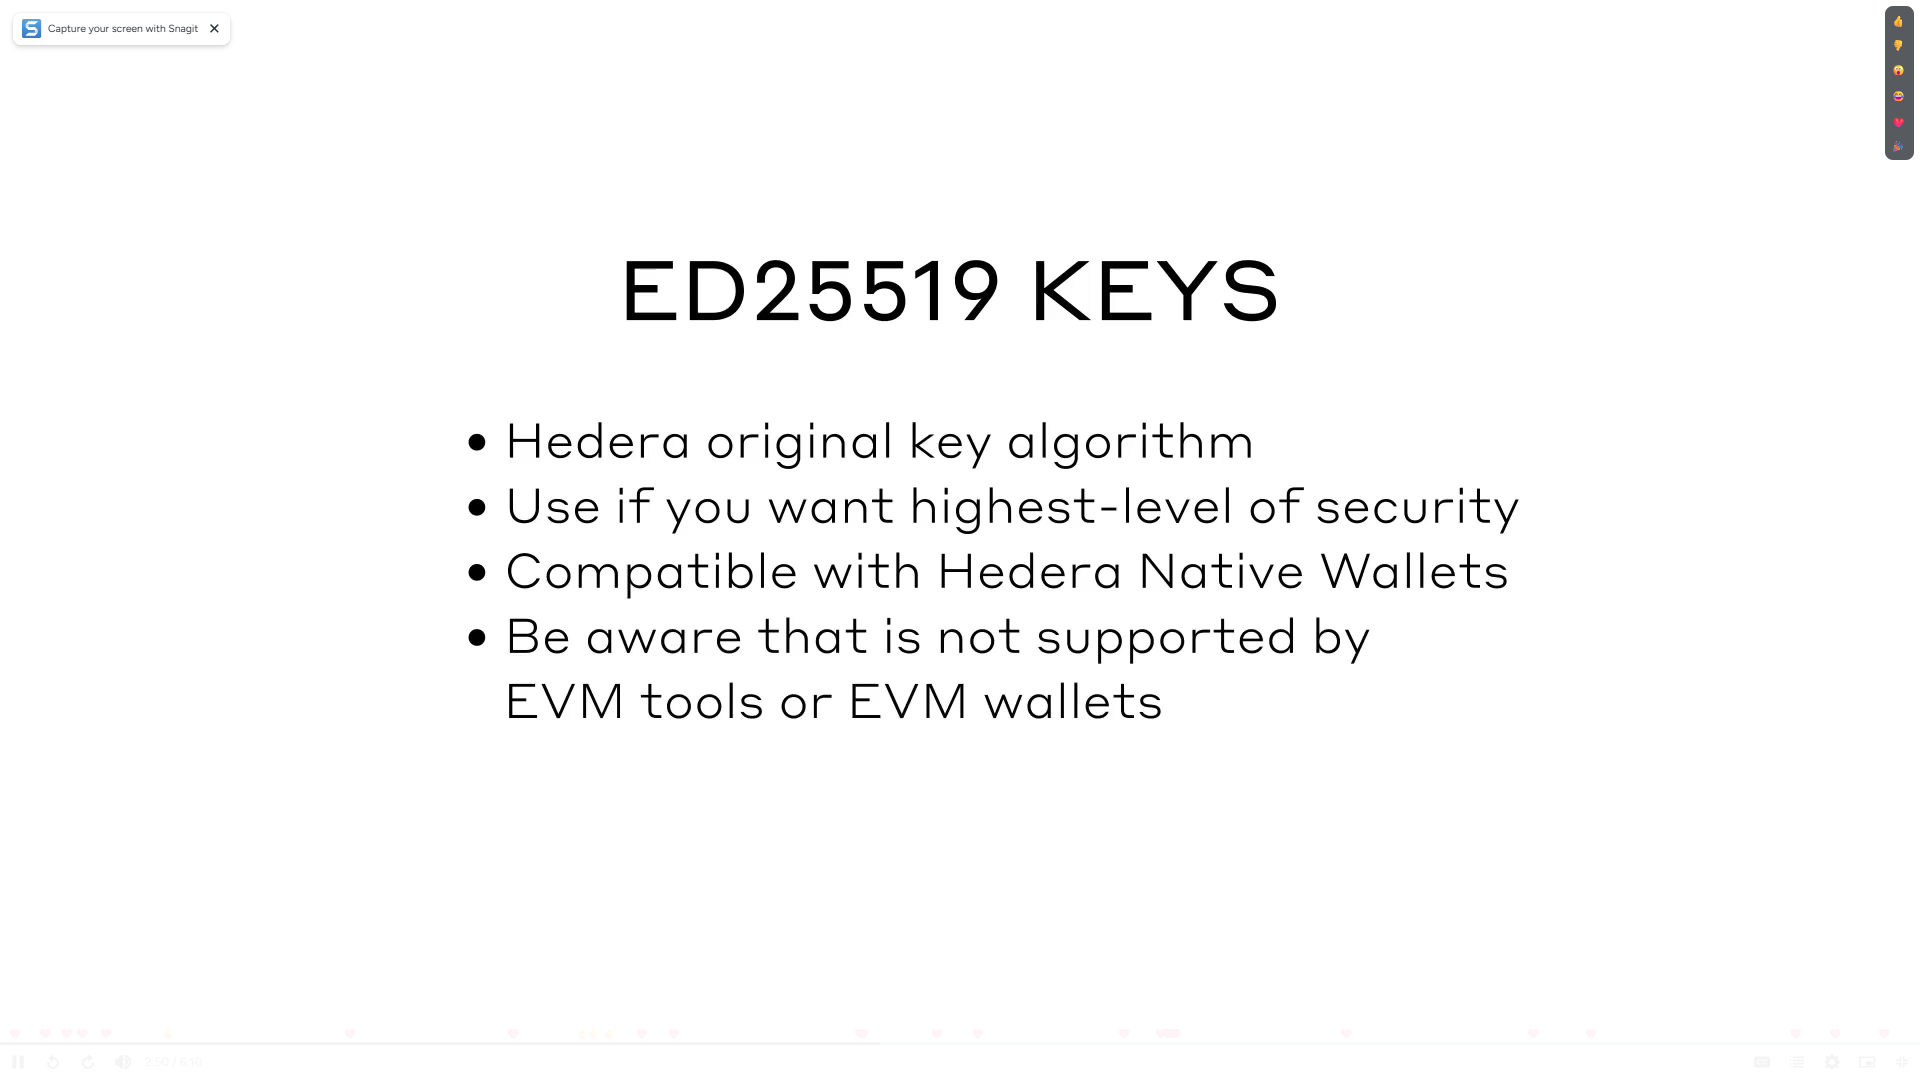 Capture your screen with Snagit
ED25519 KEYS
• Hedera original key algorithm
• Use if you want highest-level of security
• Compatible with Hedera Native Wallets
• Be aware that is not supported by
EVM tools or EVM wallets
2:50 / 6:10